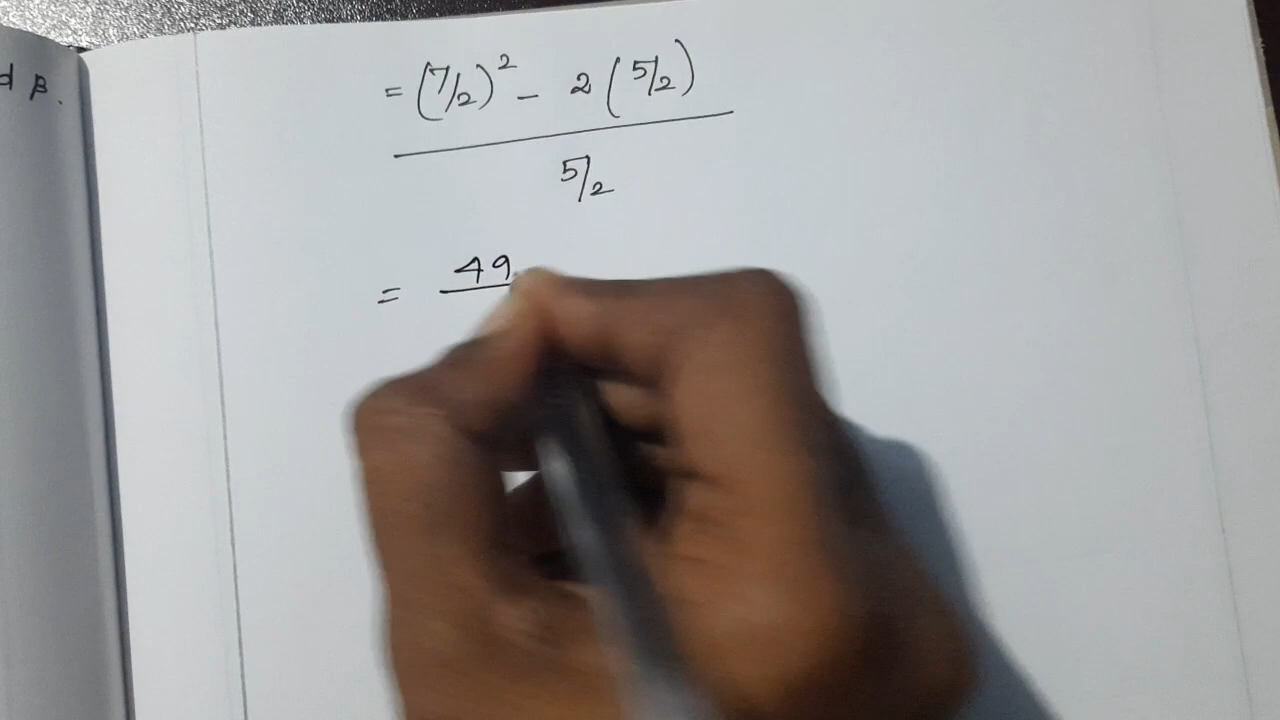 d β.
= (7/2)² - 2 (5/2)
5/2
= 49